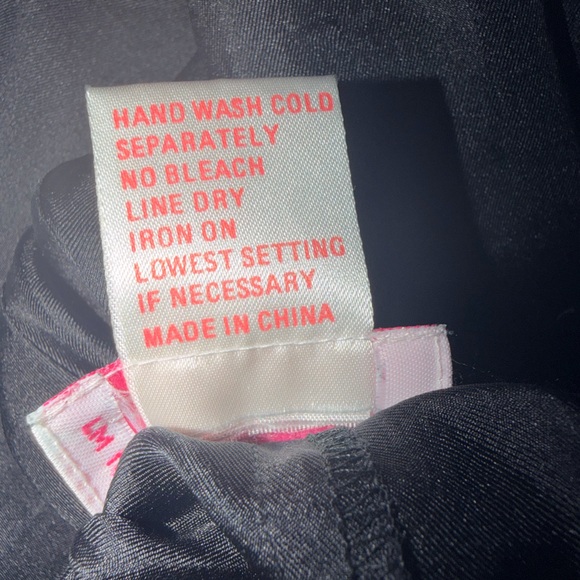 HAND WASH COLD
SEPARATELY
NO BLEACH
LINE DRY
IRON ON
LOWEST SETTING
IF NECESSARY
MADE IN CHINA